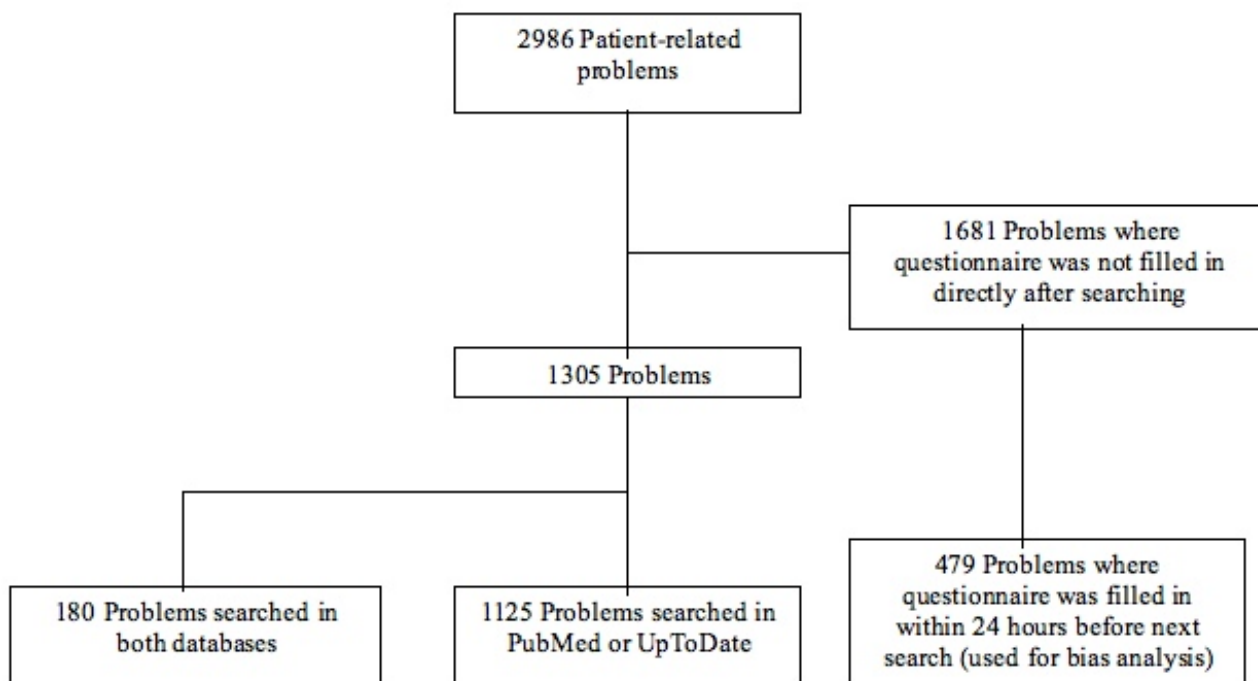 2986 Patient-related
problems
1681 Problems where
questionnaire was not filled in
directly after searching
1305 Problems
180 Problems searched in
both databases
1125 Problems searched in
PubMed or UpToDate
479 Problems where
questionnaire was filled in
within 24 hours before next
search (used for bias analysis)